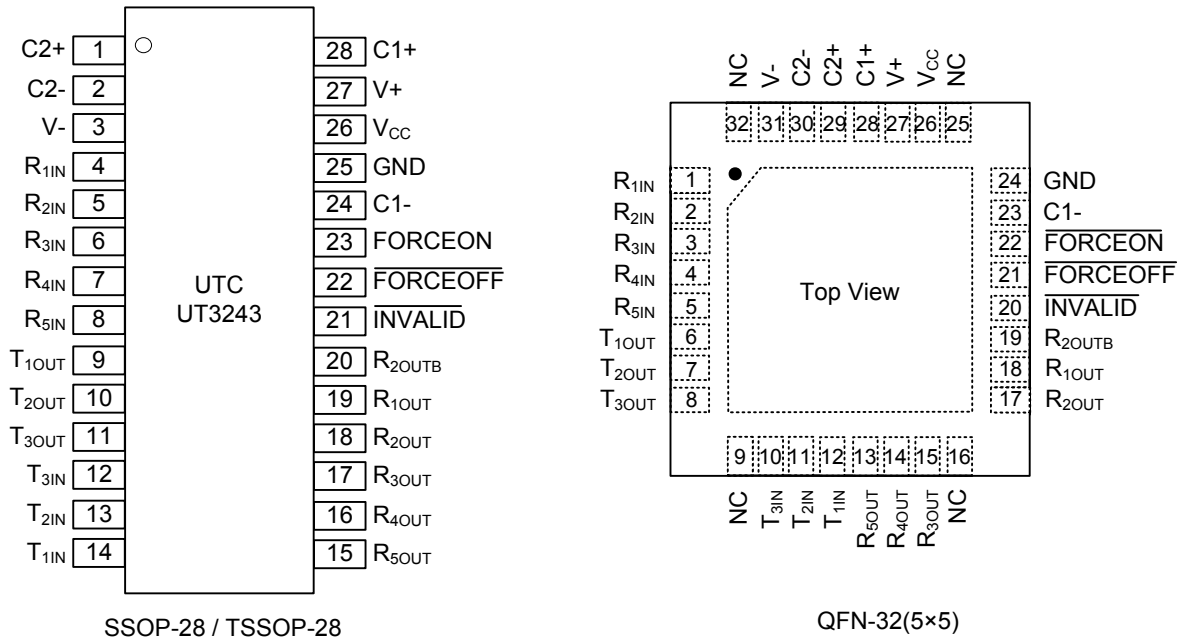 C2+ 1
C2- 2
V- 3
R1IN 4
R2IN 5
R3IN 6
R4IN 7
R5IN 8
T1OUT 9
T2OUT 10
T3OUT 11
T3IN 12
T2IN 13
T1IN 14
UTC
UT3243
28 C1+
27 V+
26 VCC
25 GND
24 C1-
23 FORCEON
22 FORCEOFF
21 INVALID
20 R2OUTB
19 R1OUT
18 R2OUT
17 R3OUT
16 R4OUT
15 R5OUT
SSOP-28 / TSSOP-28
NC V- C2- C2+ C1+ V+ VCC NC
32 31 30 29 28 27 26 25
R1IN 1
R2IN 2
R3IN 3
R4IN 4
R5IN 5
T1OUT 6
T2OUT 7
T3OUT 8
Top View
24 GND
23 C1-
22 FORCEON
21 FORCEOFF
20 INVALID
19 R2OUTB
18 R1OUT
17 R2OUT
9 10 11 12 13 14 15 16
NC T3IN T2IN T1IN R5OUT R4OUT R3OUT NC
QFN-32(5×5)